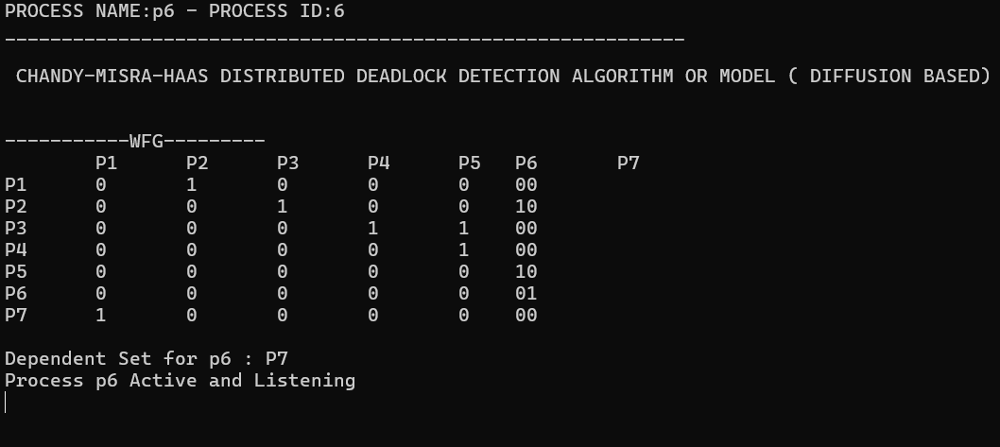 PROCESS NAME:p6 - PROCESS ID:6
------------------------------------------------------------
CHANDY-MISRA-HAAS DISTRIBUTED DEADLOCK DETECTION ALGORITHM OR MODEL ( DIFFUSION BASED)
-----------WFG---------
P1 P2 P3 P4 P5 P6 P7
P1 0 1 0 0 0 00
P2 0 0 1 0 0 10
P3 0 0 0 1 1 00
P4 0 0 0 0 1 00
P5 0 0 0 0 0 10
P6 0 0 0 0 0 01
P7 1 0 0 0 0 00
Dependent Set for p6 : P7
Process p6 Active and Listening